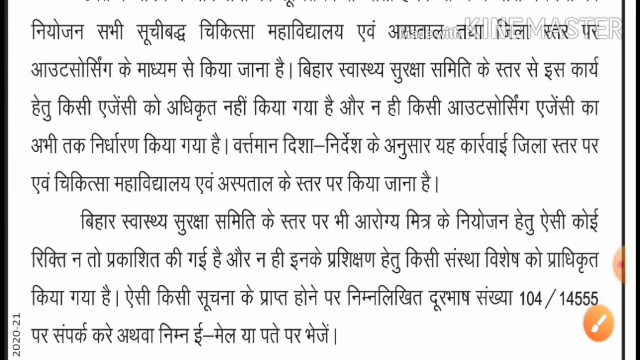 नियोजन सभी सूचीबद्ध चिकित्सा महाविद्यालय एवं अस्पताल तथा जिला स्तर पर
Made with KINEMASTER
आउटसोर्सिंग के माध्यम से किया जाना है। बिहार स्वास्थ्य सुरक्षा समिति के स्तर से इस कार्य
हेतु किसी एजेंसी को अधिकृत नहीं किया गया है और न ही किसी आउटसोर्सिंग एजेंसी का
अभी तक निर्धारण किया गया है। वर्त्तमान दिशा–निर्देश के अनुसार यह कार्रवाई जिला स्तर पर
एवं चिकित्सा महाविद्यालय एवं अस्पताल के स्तर पर किया जाना है।
बिहार स्वास्थ्य सुरक्षा समिति के स्तर पर भी आरोग्य मित्र के नियोजन हेतु ऐसी कोई
रिक्ति न तो प्रकाशित की गई है और न ही इनके प्रशिक्षण हेतु किसी संस्था विशेष को प्राधिकृत
किया गया है। ऐसी किसी सूचना के प्राप्त होने पर निम्नलिखित दूरभाष संख्या 104/14555
पर संपर्क करे अथवा निम्न ई–मेल या पते पर भेजें।
2020-21